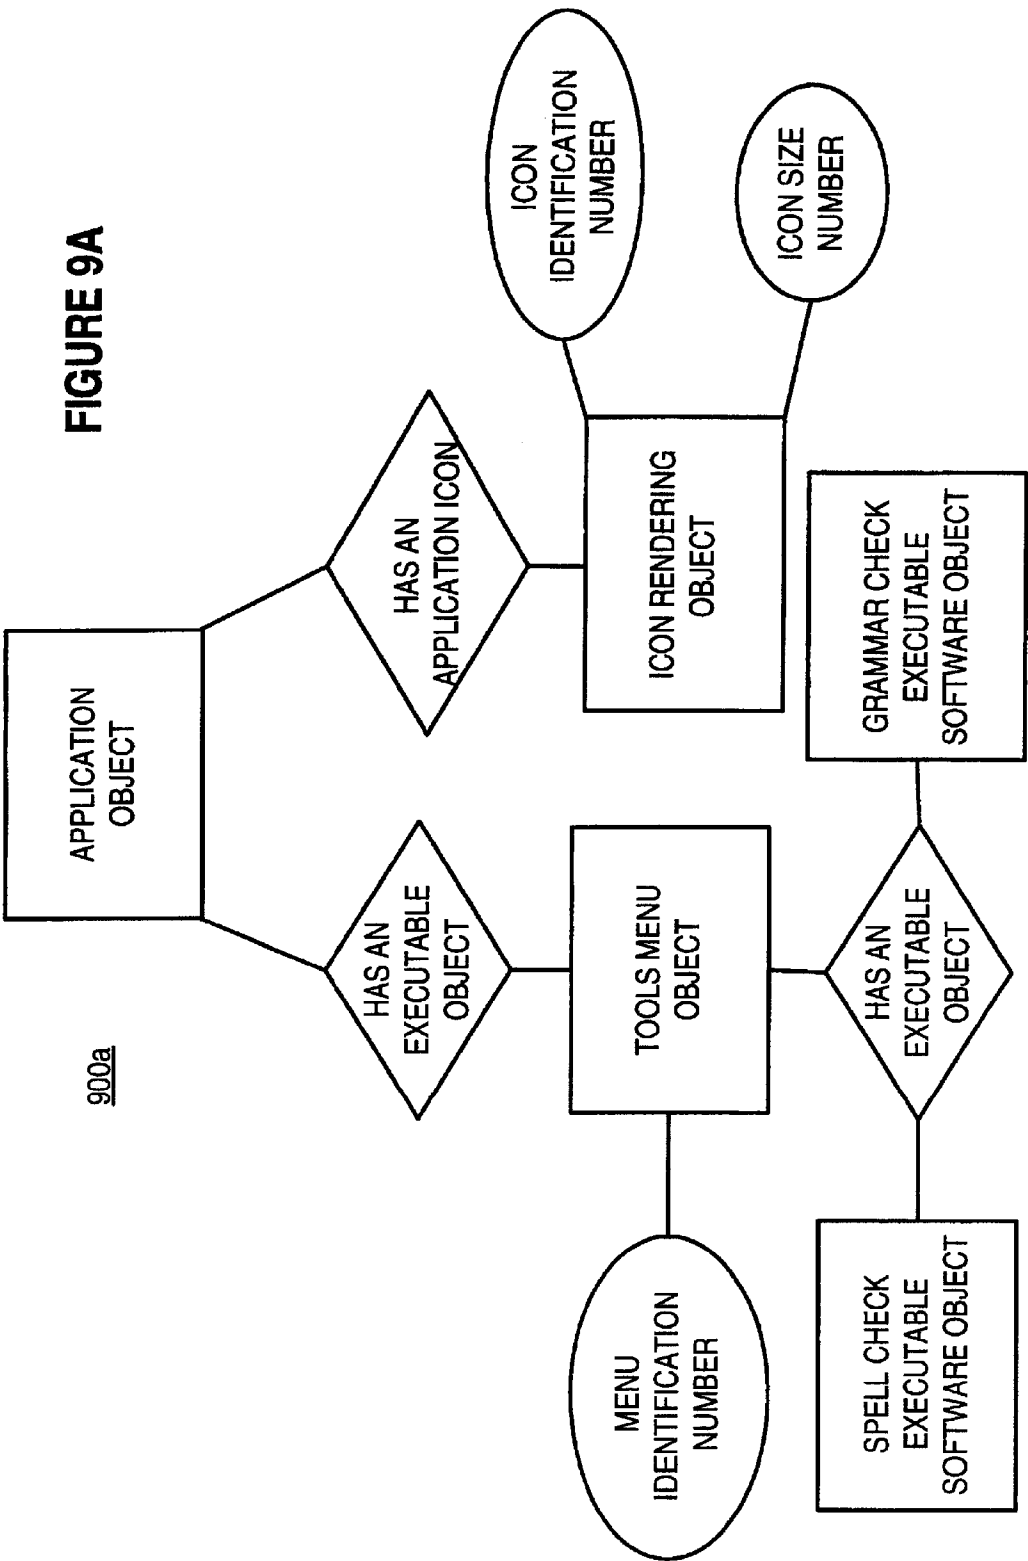 FIGURE 9A
900a
APPLICATION
OBJECT
HAS AN
EXECUTABLE
OBJECT
HAS AN
APPLICATION ICON
MENU
IDENTIFICATION
NUMBER
TOOLS MENU
OBJECT
ICON RENDERING
OBJECT
ICON
IDENTIFICATION
NUMBER
ICON SIZE
NUMBER
SPELL CHECK
EXECUTABLE
SOFTWARE OBJECT
HAS AN
EXECUTABLE
OBJECT
GRAMMAR CHECK
EXECUTABLE
SOFTWARE OBJECT